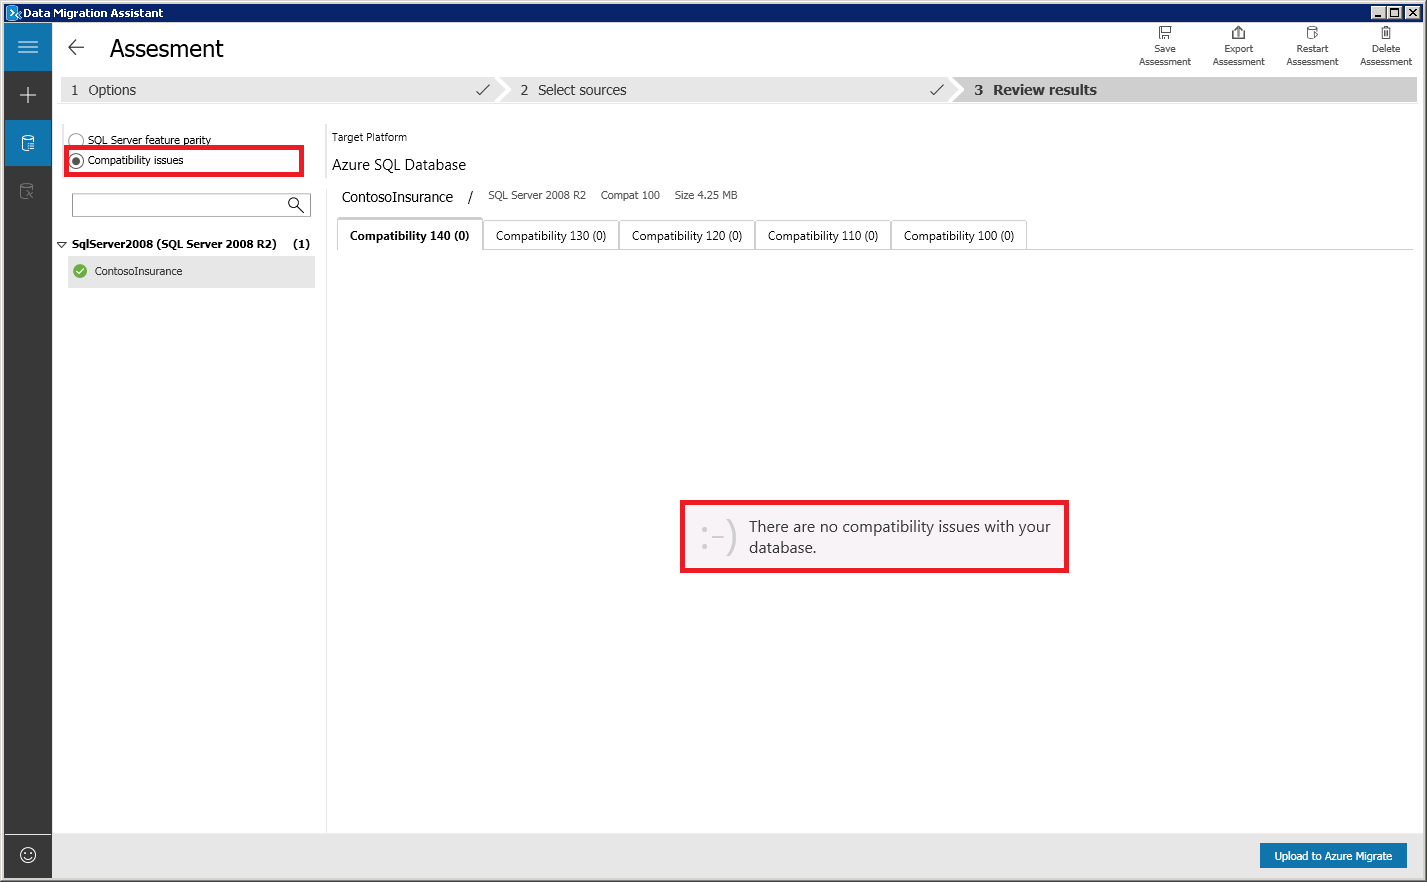 Data Migration Assistant
Assesment
Save Assessment
Export Assessment
Restart Assessment
Delete Assessment
1 Options
2 Select sources
3 Review results
SQL Server feature parity
Compatibility issues
SqlServer2008 (SQL Server 2008 R2) (1)
ContosoInsurance
Target Platform
Azure SQL Database
ContosoInsurance / SQL Server 2008 R2 Compat 100 Size 4.25 MB
Compatibility 140 (0) Compatibility 130 (0) Compatibility 120 (0) Compatibility 110 (0) Compatibility 100 (0)
:-) There are no compatibility issues with your
database.
Upload to Azure Migrate